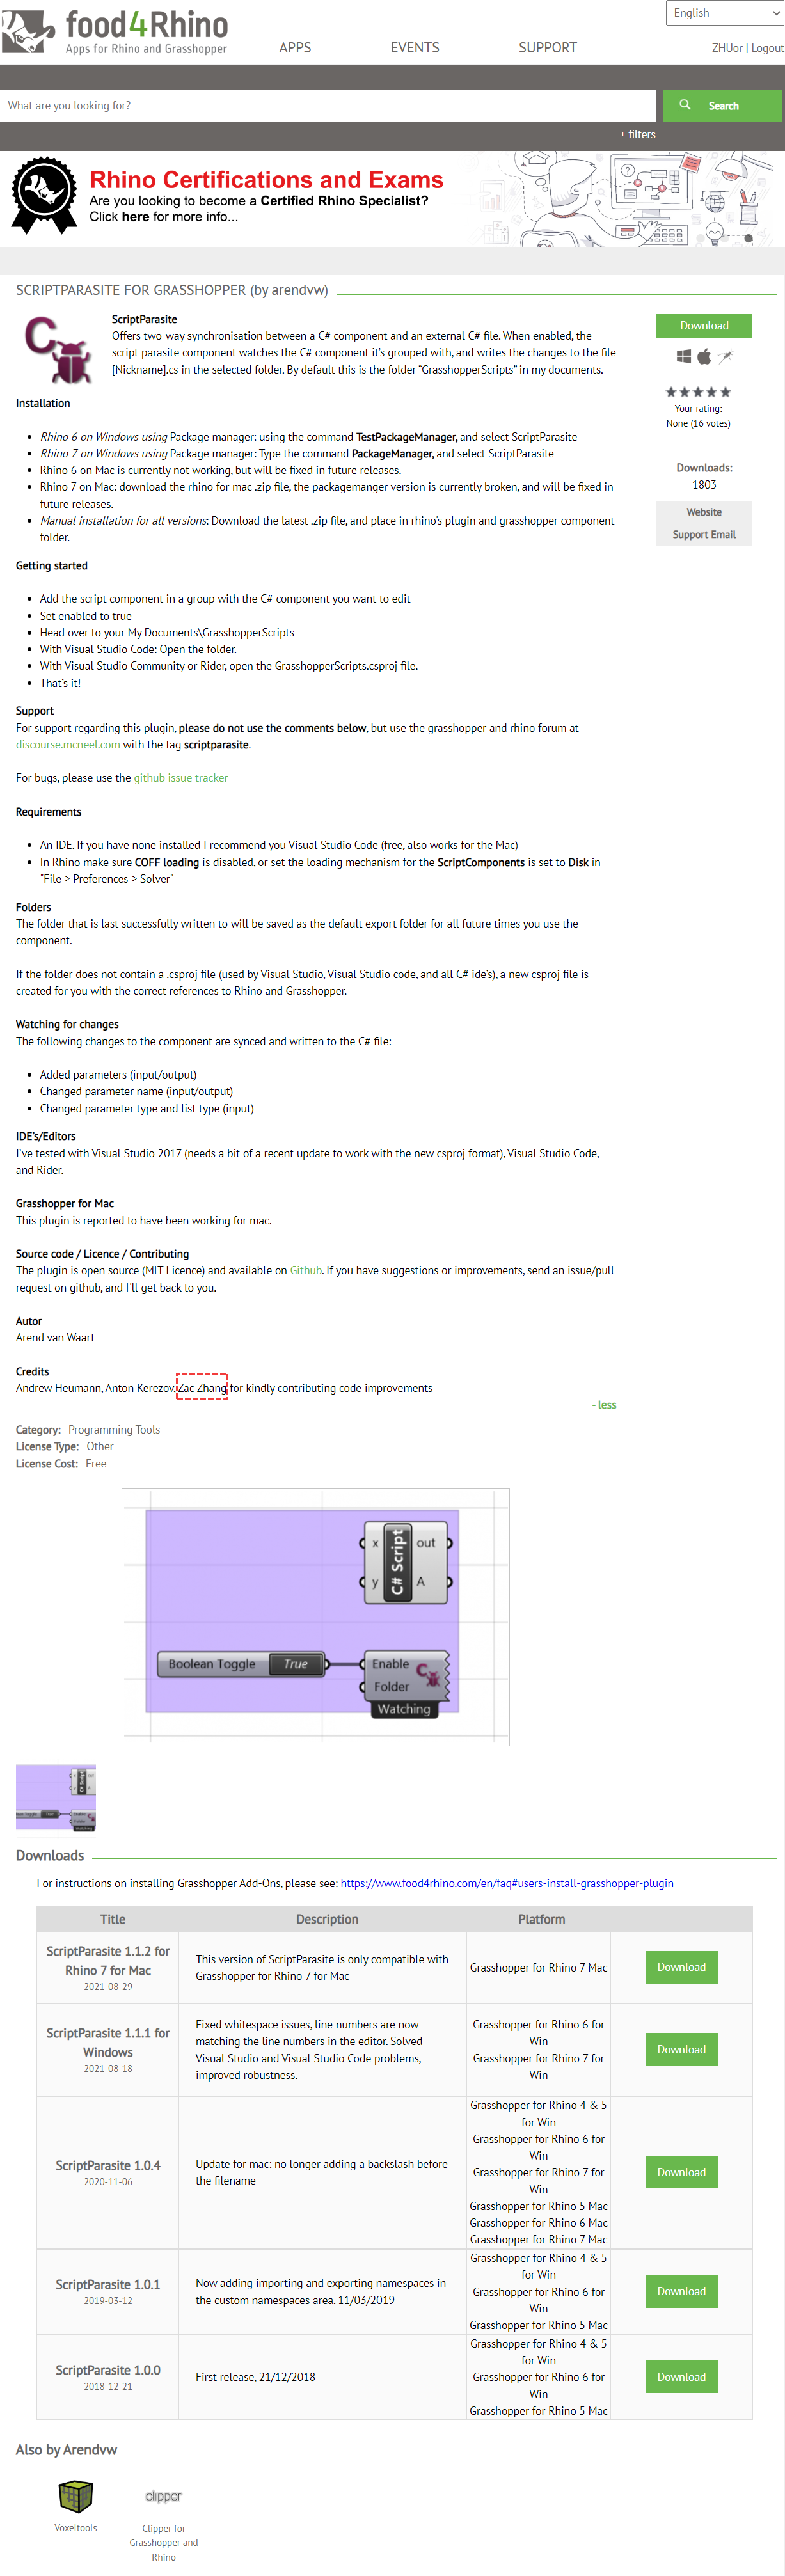 English
food4Rhino
Apps for Rhino and Grasshopper
APPS
EVENTS
SUPPORT
ZHUor | Logout
What are you looking for?
Search
+ filters
Rhino Certifications and Exams
Are you looking to become a Certified Rhino Specialist?
Click here for more info...
SCRIPTPARASITE FOR GRASSHOPPER (by arendvw)
ScriptParasite
Offers two-way synchronisation between a C# component and an external C# file. When enabled, the
script parasite component watches the C# component it's grouped with, and writes the changes to the file
[Nickname].cs in the selected folder. By default this is the folder "GrasshopperScripts" in my documents.
Download
Your rating:
None (16 votes)
Downloads:
1803
Website
Support Email
Installation
Rhino 6 on Windows using Package manager: using the command TestPackageManager, and select ScriptParasite
Rhino 7 on Windows using Package manager: Type the command PackageManager, and select ScriptParasite
Rhino 6 on Mac is currently not working, but will be fixed in future releases.
Rhino 7 on Mac: download the rhino for mac .zip file, the packagemanger version is currently broken, and will be fixed in
future releases.
Manual installation for all versions: Download the latest .zip file, and place in rhino's plugin and grasshopper component
folder.
Getting started
Add the script component in a group with the C# component you want to edit
Set enabled to true
Head over to your My Documents\GrasshopperScripts
With Visual Studio Code: Open the folder.
With Visual Studio Community or Rider, open the GrasshopperScripts.csproj file.
That's it!
Support
For support regarding this plugin, please do not use the comments below, but use the grasshopper and rhino forum at
discourse.mcneel.com with the tag scriptparasite.
For bugs, please use the github issue tracker
Requirements
An IDE. If you have none installed I recommend you Visual Studio Code (free, also works for the Mac)
In Rhino make sure COFF loading is disabled, or set the loading mechanism for the ScriptComponents is set to Disk in
"File > Preferences > Solver"
Folders
The folder that is last successfully written to will be saved as the default export folder for all future times you use the
component.
If the folder does not contain a .csproj file (used by Visual Studio, Visual Studio code, and all C# ide's), a new csproj file is
created for you with the correct references to Rhino and Grasshopper.
Watching for changes
The following changes to the component are synced and written to the C# file:
Added parameters (input/output)
Changed parameter name (input/output)
Changed parameter type and list type (input)
IDE's/Editors
I've tested with Visual Studio 2017 (needs a bit of a recent update to work with the new csproj format), Visual Studio Code,
and Rider.
Grasshopper for Mac
This plugin is reported to have been working for mac.
Source code / Licence / Contributing
The plugin is open source (MIT Licence) and available on Github. If you have suggestions or improvements, send an issue/pull
request on github, and I'll get back to you.
Autor
Arend van Waart
Credits
Andrew Heumann, Anton Kerezov, Zac Zhang for kindly contributing code improvements
- less
Category: Programming Tools
License Type: Other
License Cost: Free
x
y
C# Script
out
A
Boolean Toggle
True
Enable
Folder
Watching
Downloads
For instructions on installing Grasshopper Add-Ons, please see: https://www.food4rhino.com/en/faq#users-install-grasshopper-plugin
Title
Description
Platform
ScriptParasite 1.1.2 for
Rhino 7 for Mac
2021-08-29
This version of ScriptParasite is only compatible with
Grasshopper for Rhino 7 for Mac
Grasshopper for Rhino 7 Mac
Download
ScriptParasite 1.1.1 for
Windows
2021-08-18
Fixed whitespace issues, line numbers are now
matching the line numbers in the editor. Solved
Visual Studio and Visual Studio Code problems,
improved robustness.
Grasshopper for Rhino 6 for
Win
Grasshopper for Rhino 7 for
Win
Download
ScriptParasite 1.0.4
2020-11-06
Update for mac: no longer adding a backslash before
the filename
Grasshopper for Rhino 4 & 5
for Win
Grasshopper for Rhino 6 for
Win
Grasshopper for Rhino 7 for
Win
Grasshopper for Rhino 5 Mac
Grasshopper for Rhino 6 Mac
Grasshopper for Rhino 7 Mac
Download
ScriptParasite 1.0.1
2019-03-12
Now adding importing and exporting namespaces in
the custom namespaces area. 11/03/2019
Grasshopper for Rhino 4 & 5
for Win
Grasshopper for Rhino 6 for
Win
Grasshopper for Rhino 5 Mac
Download
ScriptParasite 1.0.0
2018-12-21
First release, 21/12/2018
Grasshopper for Rhino 4 & 5
for Win
Grasshopper for Rhino 6 for
Win
Grasshopper for Rhino 5 Mac
Download
Also by Arendvw
Voxeltools
clipper
Clipper for
Grasshopper and
Rhino